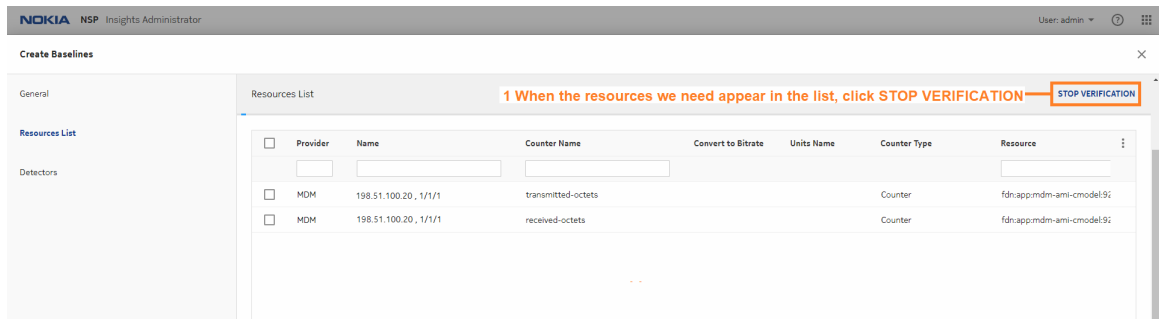 NOKIA NSP Insights Administrator User: admin
Create Baselines
General
Resources List
Detectors
Resources List
1 When the resources we need appear in the list, click STOP VERIFICATION
STOP VERIFICATION
Provider Name Counter Name Convert to Bitrate Units Name Counter Type Resource
MDM 198.51.100.20 , 1/1/1 transmitted-octets Counter fdn:app:mdm-ami-cmodel:92
MDM 198.51.100.20 , 1/1/1 received-octets Counter fdn:app:mdm-ami-cmodel:92